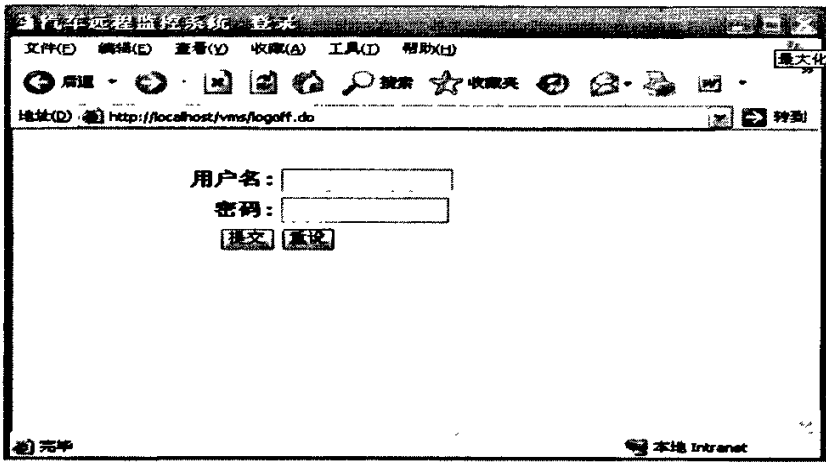 汽车远程监控系统 登录
文件(F) 编辑(E) 查看(V) 收藏(A) 工具(T) 帮助(H)
最大化
后退 搜索 收藏夹
地址(D) http://localhost/vms/logoff.do 转到
用户名:
密码:
提交 重设
完毕 本地 Intranet